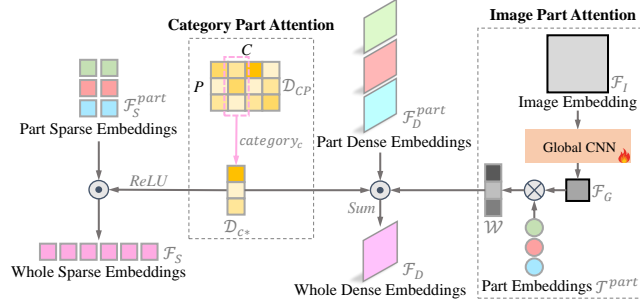 Category Part Attention
Image Part Attention
C
P
𝒟_CP
ℱ_S^part
Part Sparse Embeddings
category_c
ℱ_D^part
Part Dense Embeddings
ℱ_I
Image Embedding
Global CNN
ReLU
Sum
𝒟_c*
𝒲
ℱ_G
ℱ_S
Whole Sparse Embeddings
ℱ_D
Whole Dense Embeddings
Part Embeddings 𝒯^part